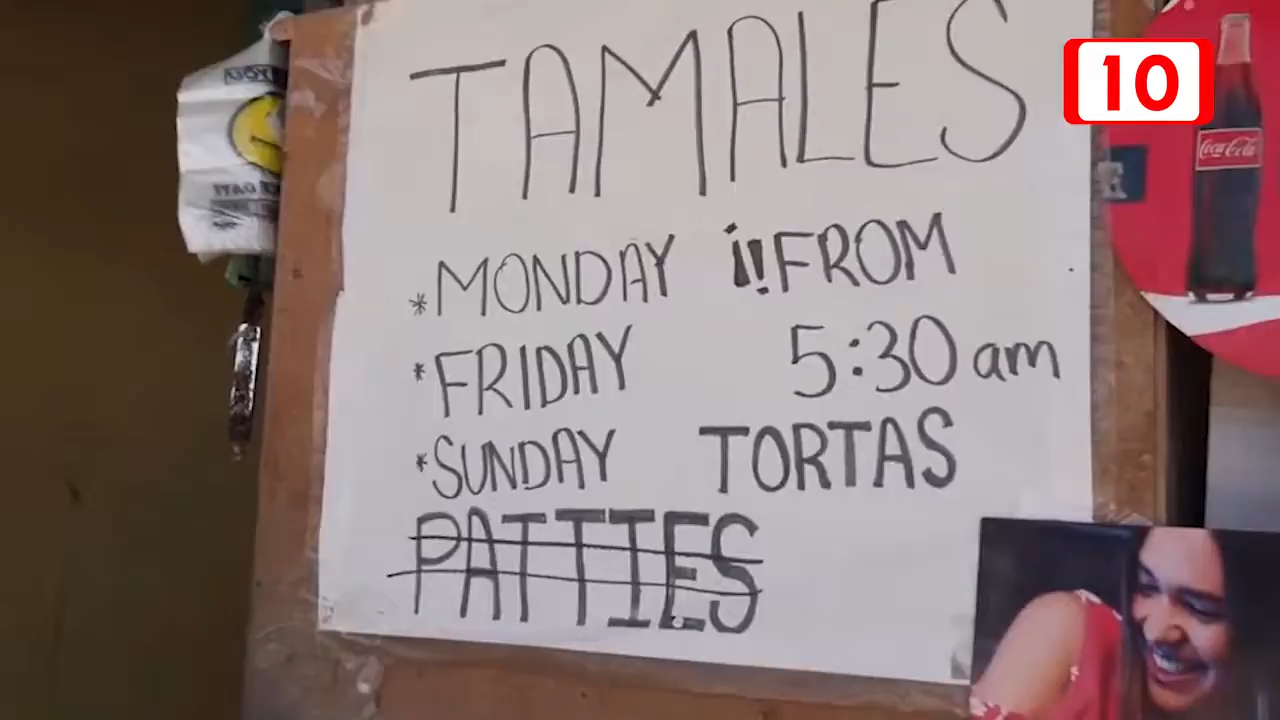 TAMALES
*MONDAY ¡!FROM
*FRIDAY 5:30 am
*SUNDAY TORTAS
PATTIES
10
Coca-Cola